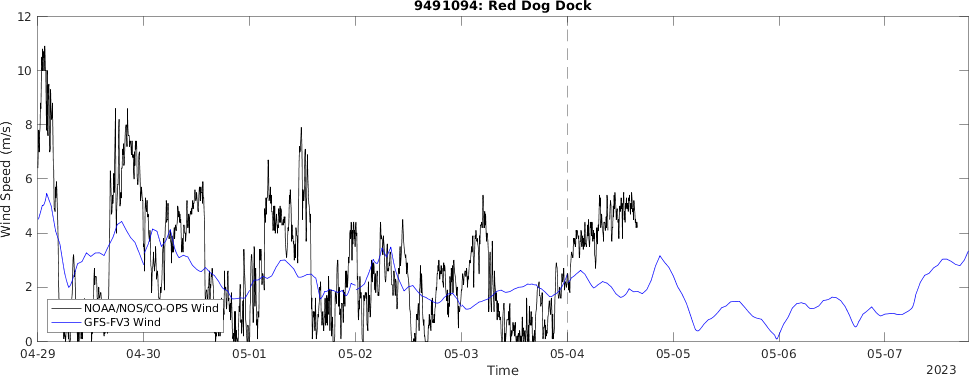 9491094: Red Dog Dock
Wind Speed (m/s)
12
10
8
6
4
2
0
NOAA/NOS/CO-OPS Wind
GFS-FV3 Wind
04-29 04-30 05-01 05-02 05-03 05-04 05-05 05-06 05-07
Time
2023